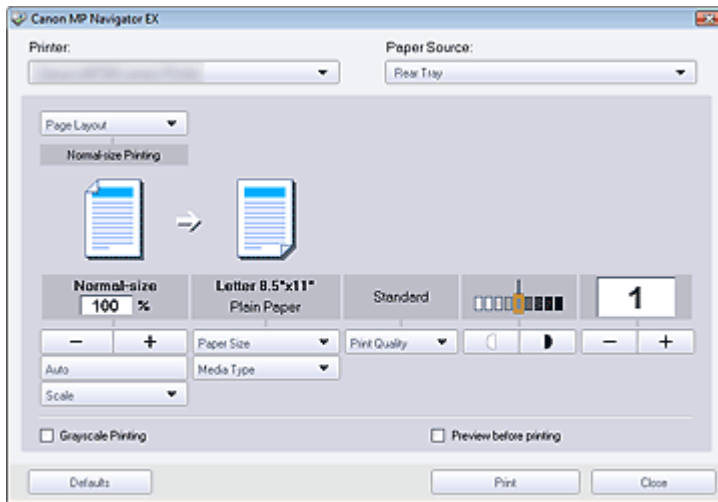 Canon MP Navigator EX
Printer:
Paper Source:
Rear Tray
Page Layout
Normal-size Printing
Normal-size
100 %
Letter 8.5"x11"
Plain Paper
Standard
1
− +
Paper Size
Print Quality
− +
Auto
Media Type
Scale
Grayscale Printing
Preview before printing
Defaults
Print
Close